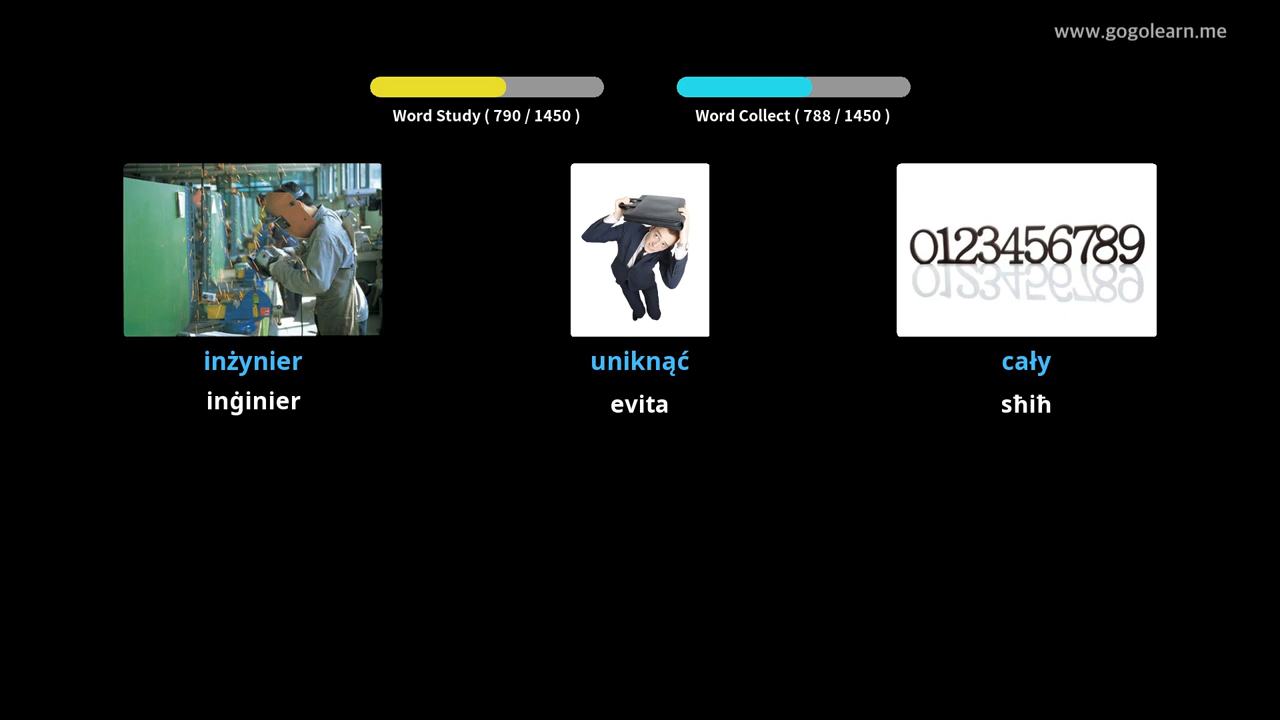 www.gogolearn.me
Word Study ( 790 / 1450 )
Word Collect ( 788 / 1450 )
0123456789
inżynier
uniknąć
cały
inġinier
evita
sħiħ